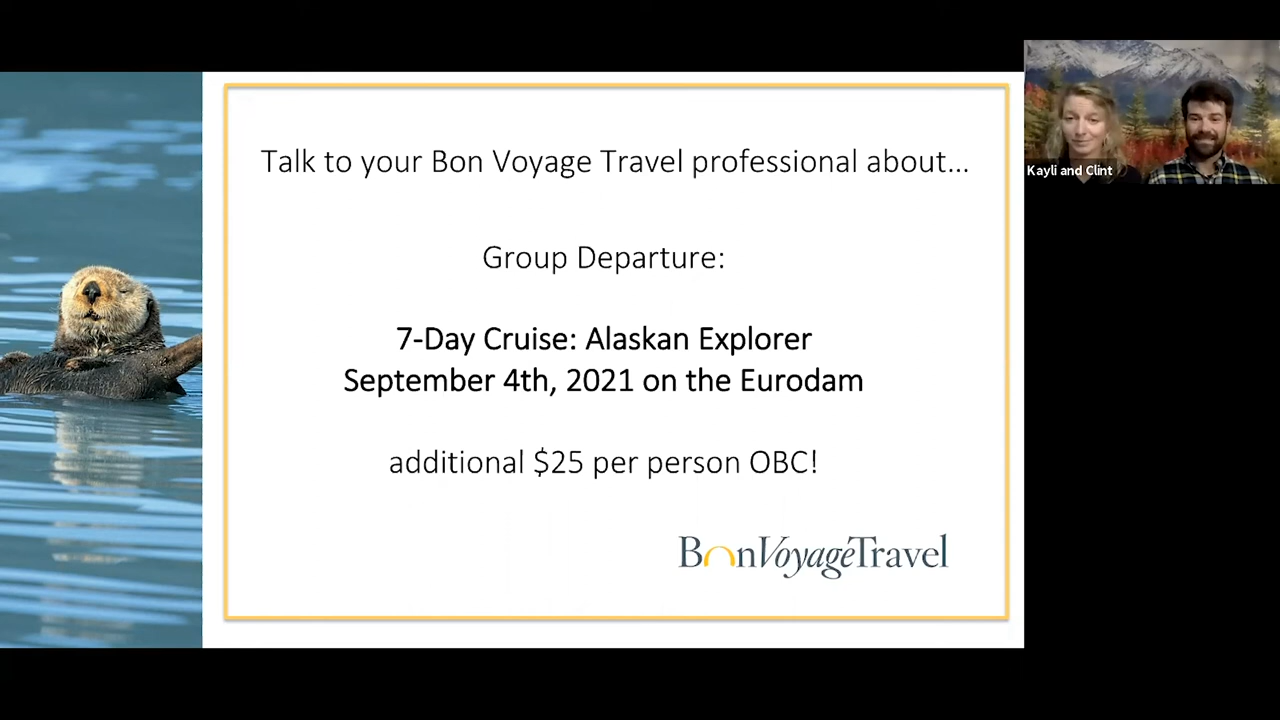 Talk to your Bon Voyage Travel professional about...
Kayli and Clint
Group Departure:
7-Day Cruise: Alaskan Explorer
September 4th, 2021 on the Eurodam
additional $25 per person OBC!
BonVoyageTravel